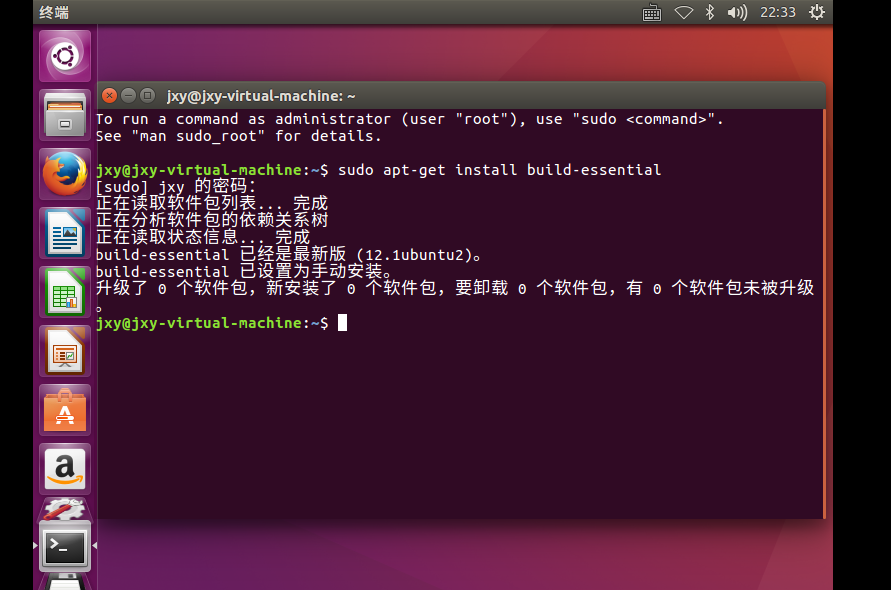 终端
22:33
jxy@jxy-virtual-machine: ~
To run a command as administrator (user "root"), use "sudo <command>".
See "man sudo_root" for details.
jxy@jxy-virtual-machine:~$ sudo apt-get install build-essential
[sudo] jxy 的密码：
正在读取软件包列表... 完成
正在分析软件包的依赖关系树
正在读取状态信息... 完成
build-essential 已经是最新版 (12.1ubuntu2)。
build-essential 已设置为手动安装。
升级了 0 个软件包，新安装了 0 个软件包，要卸载 0 个软件包，有 0 个软件包未被升级
。
jxy@jxy-virtual-machine:~$